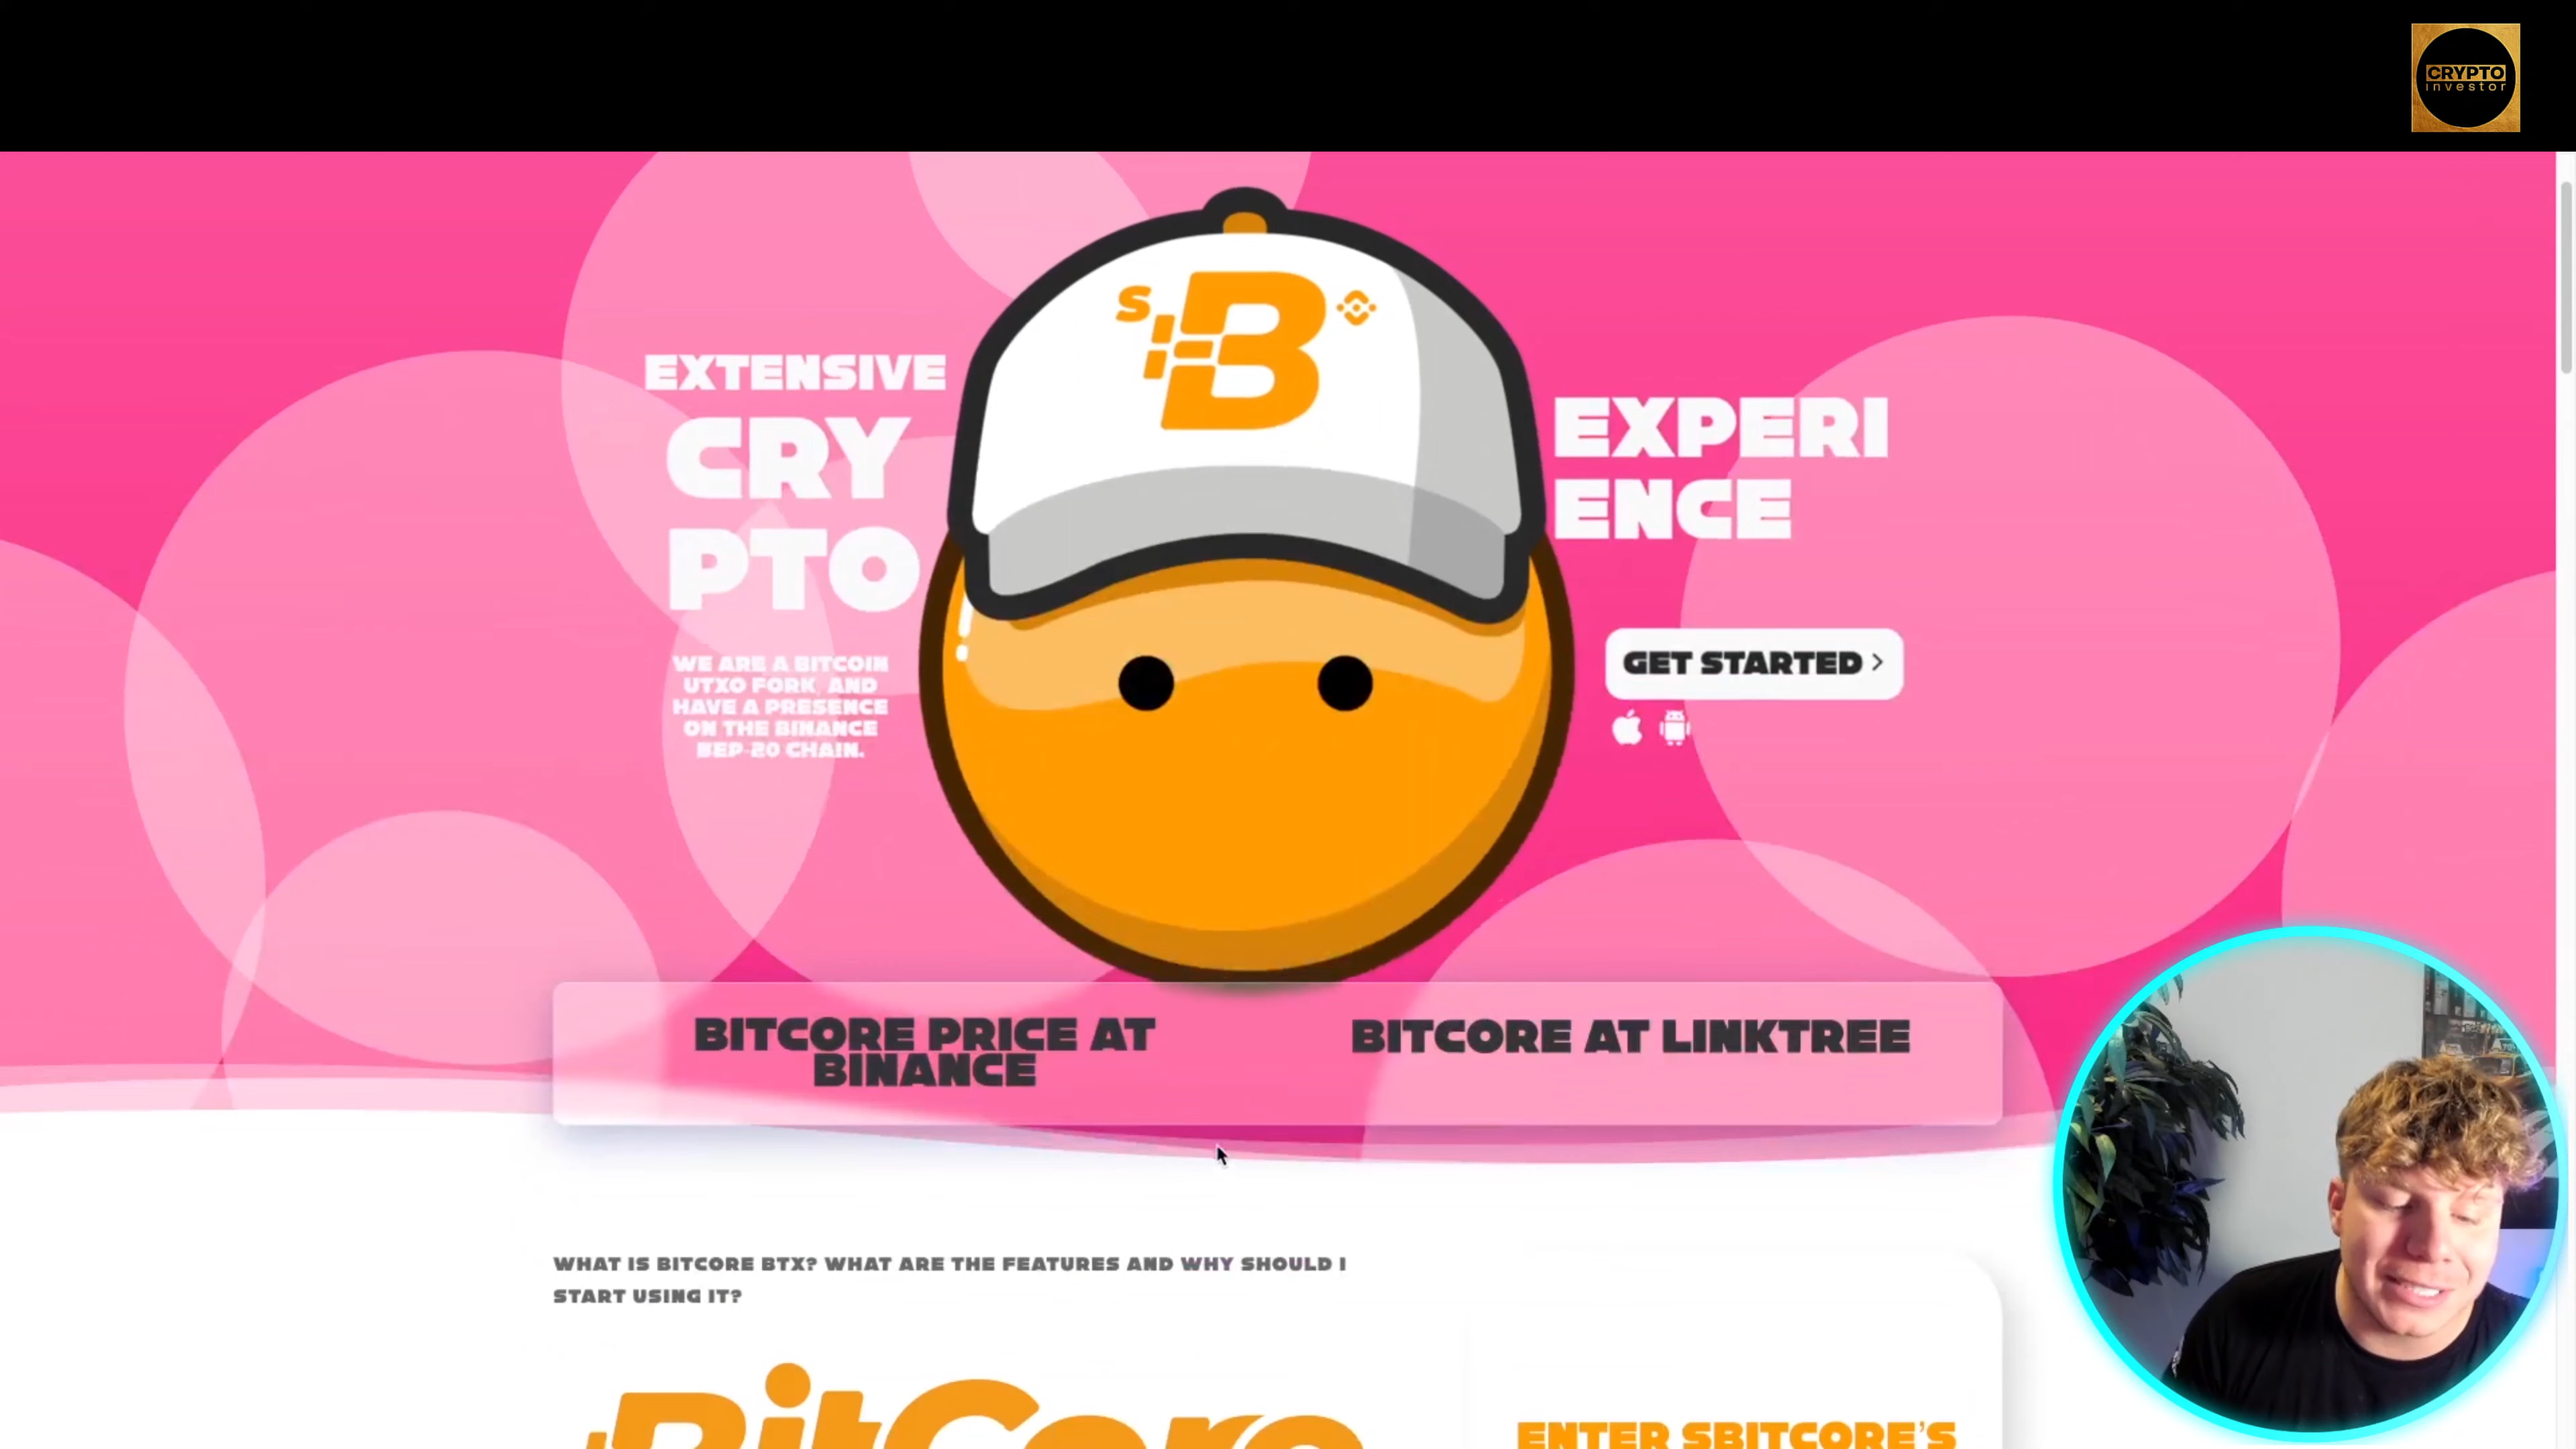 CRYPTO
investor
EXTENSIVE
CRY
PTO
WE ARE A BITCOIN
UTXO FORK, AND
HAVE A PRESENCE
ON THE BINANCE
BEP-20 CHAIN.
S B
EXPERI
ENCE
GET STARTED >
BITCORE PRICE AT
BINANCE
BITCORE AT LINKTREE
WHAT IS BITCORE BTX? WHAT ARE THE FEATURES AND WHY SHOULD I
START USING IT?
BitCore
ENTER SBITCORE'S